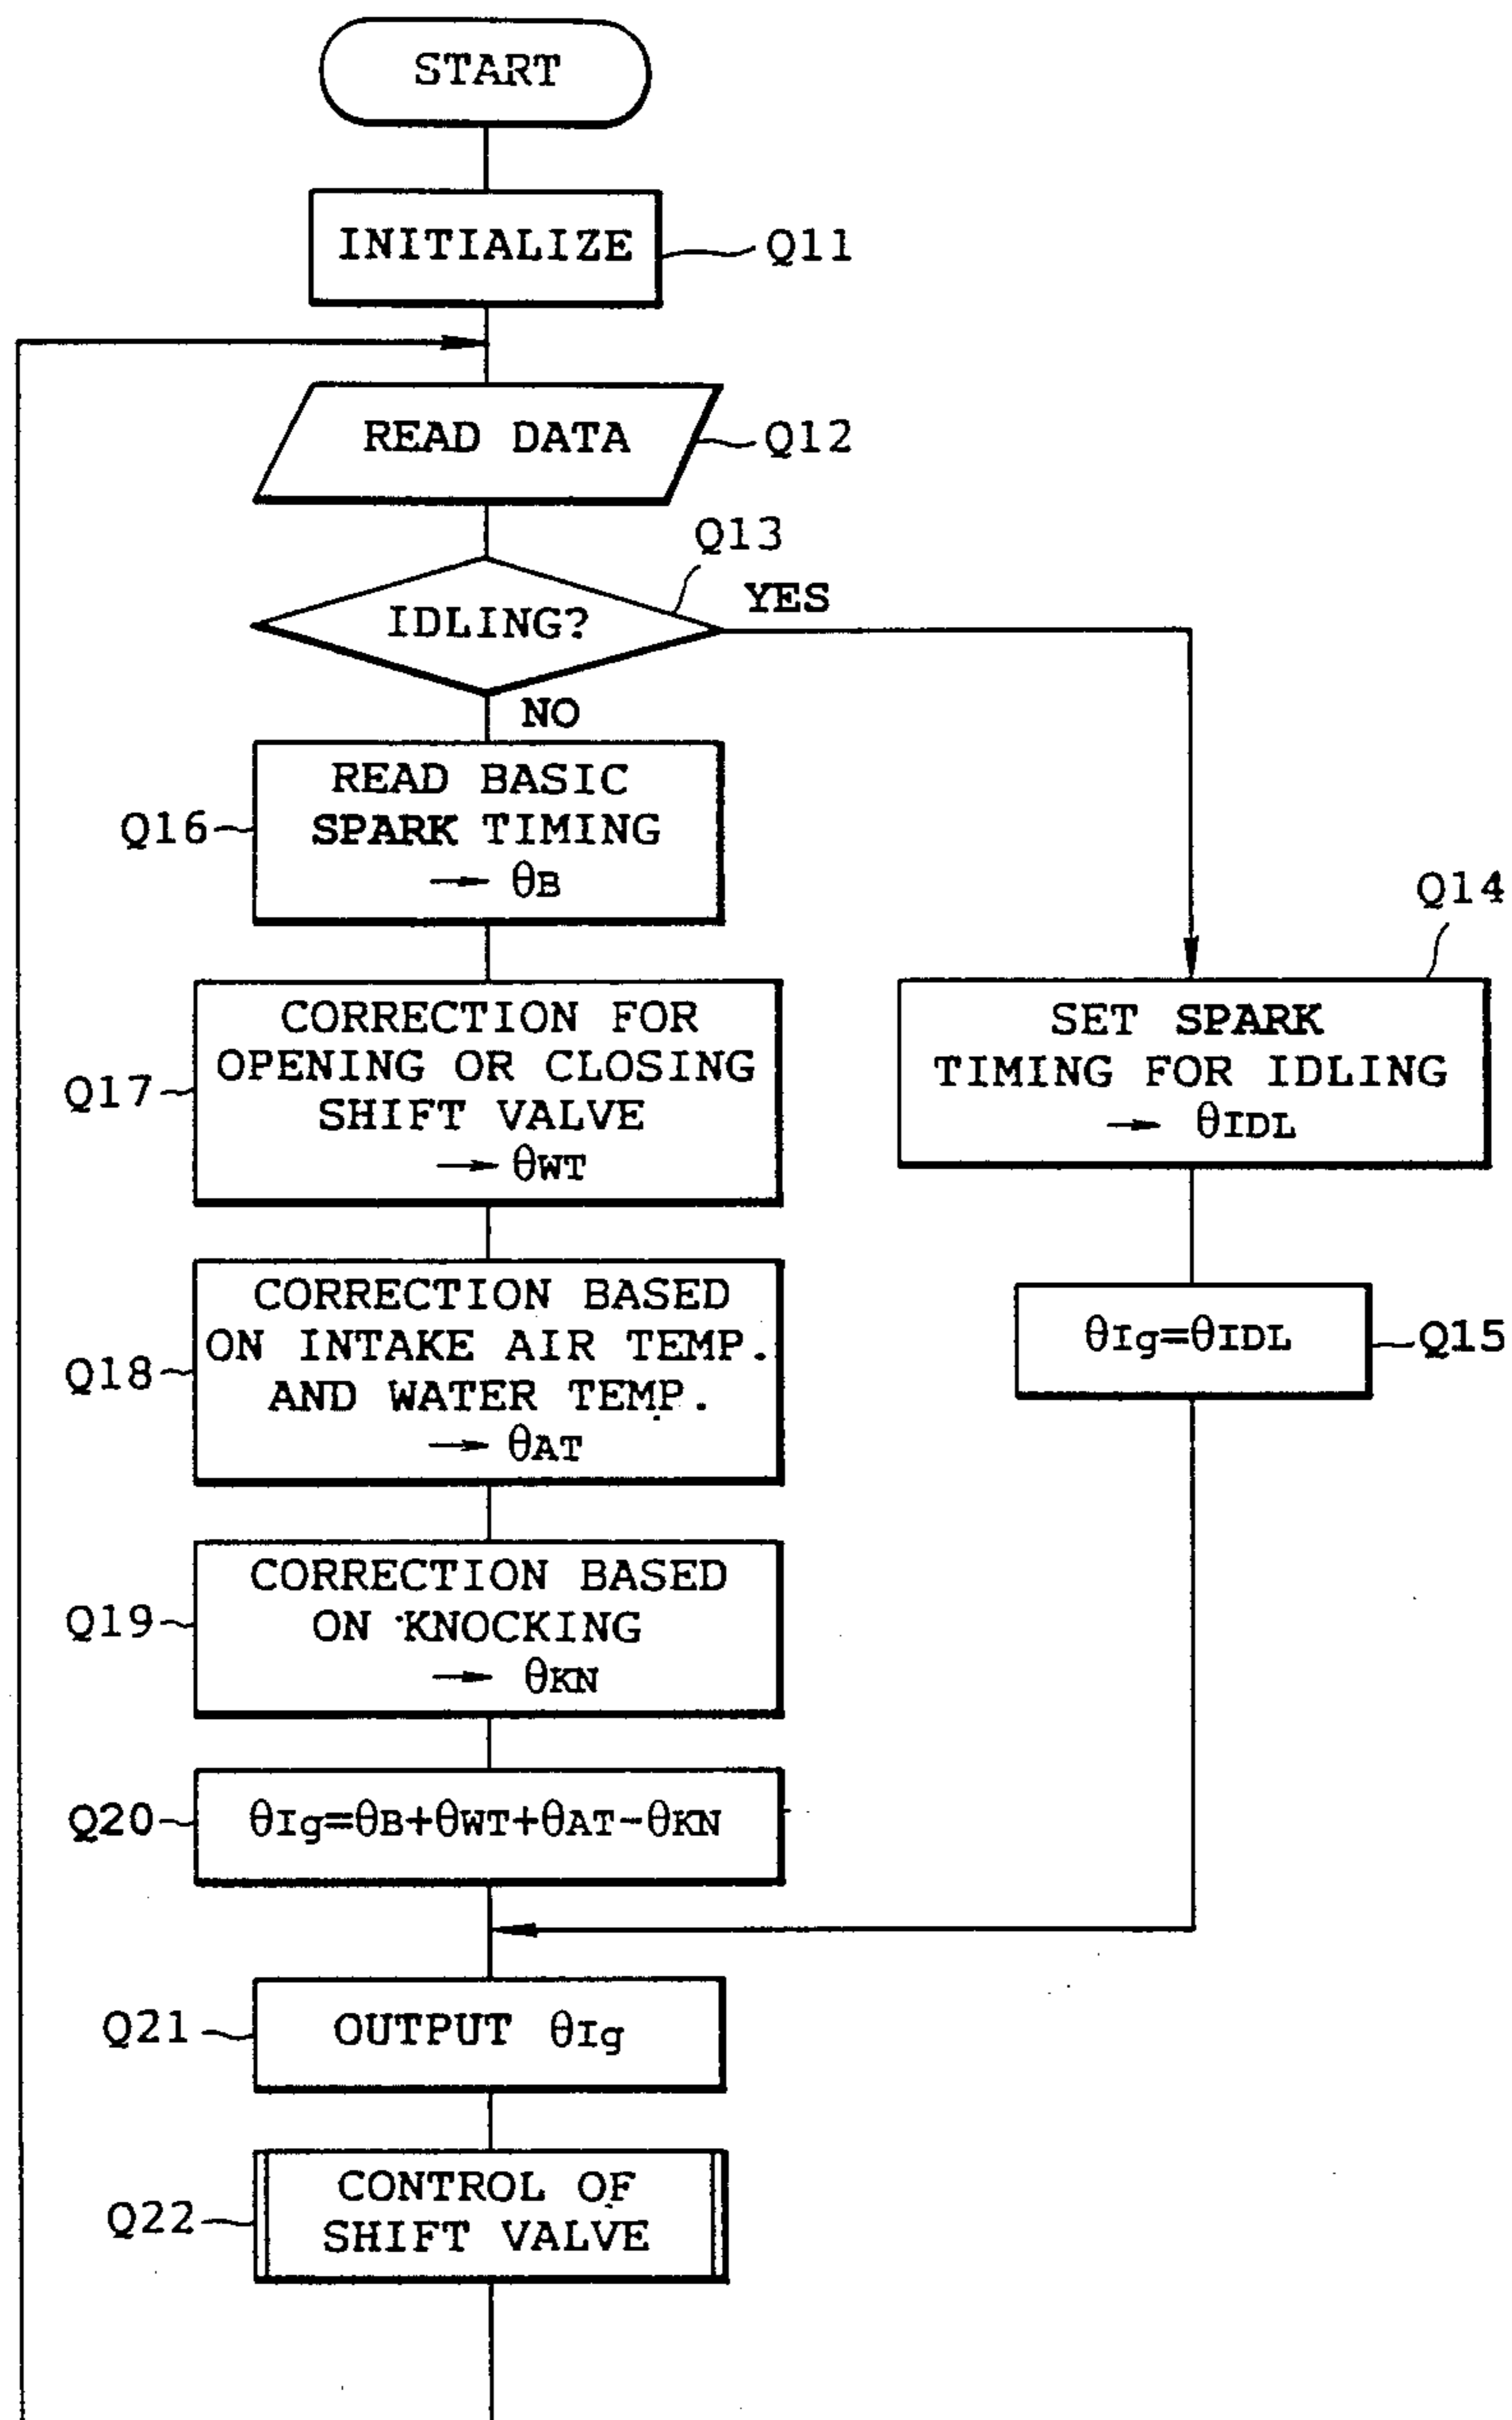 START
INITIALIZE
Q11
READ DATA
Q12
Q13
IDLING?
YES
NO
READ BASIC
SPARK TIMING
→ θB
Q16
Q14
SET SPARK
TIMING FOR IDLING
→ θIDL
CORRECTION FOR
OPENING OR CLOSING
SHIFT VALVE
→ θWT
Q17
θIg=θIDL
Q15
CORRECTION BASED
ON INTAKE AIR TEMP.
AND WATER TEMP.
→ θAT
Q18
CORRECTION BASED
ON KNOCKING
→ θKN
Q19
Q20
θIg=θB+θWT+θAT-θKN
Q21
OUTPUT θIg
Q22
CONTROL OF
SHIFT VALVE